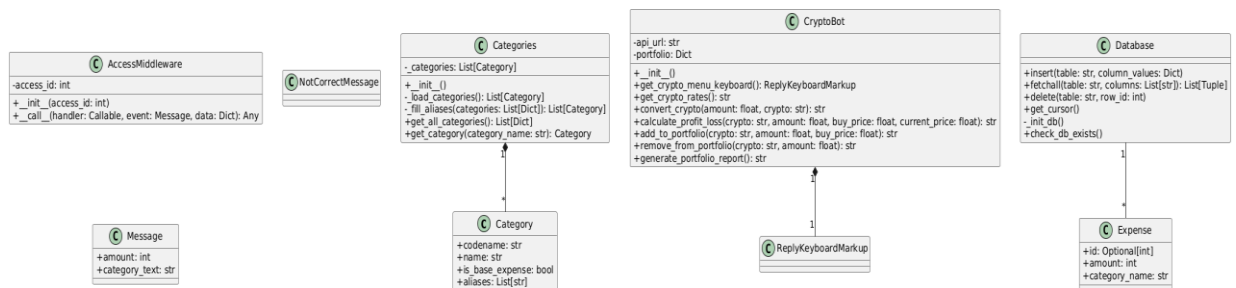 C AccessMiddleware
-access_id: int
+__init__(access_id: int)
+__call__(handler: Callable, event: Message, data: Dict): Any
C NotCorrectMessage
C Categories
-_categories: List[Category]
+__init__()
-_load_categories(): List[Category]
-_fill_aliases(categories: List[Dict]): List[Category]
+get_all_categories(): List[Dict]
+get_category(category_name: str): Category
C CryptoBot
-api_url: str
-portfolio: Dict
+__init__()
+get_crypto_menu_keyboard(): ReplyKeyboardMarkup
+get_crypto_rates(): str
+convert_crypto(amount: float, crypto: str): str
+calculate_profit_loss(crypto: str, amount: float, buy_price: float, current_price: float): str
+add_to_portfolio(crypto: str, amount: float, buy_price: float): str
+remove_from_portfolio(crypto: str, amount: float): str
+generate_portfolio_report(): str
C Database
+insert(table: str, column_values: Dict)
+fetchall(table: str, columns: List[str]): List[Tuple]
+delete(table: str, row_id: int)
+get_cursor()
-_init_db()
+check_db_exists()
1
*
1
1
1
*
C Message
+amount: int
+category_text: str
C Category
+codename: str
+name: str
+is_base_expense: bool
+aliases: List[str]
C ReplyKeyboardMarkup
C Expense
+id: Optional[int]
+amount: int
+category_name: str